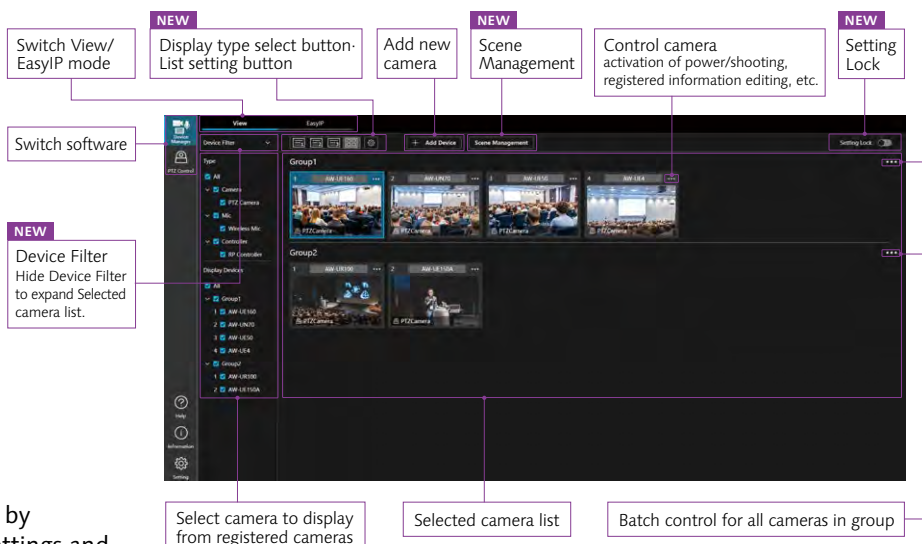 NEW
NEW
NEW
Switch View/
EasyIP mode
Display type select button·
List setting button
Add new
camera
Scene
Management
Control camera
activation of power/shooting,
registered information editing, etc.
Setting
Lock
Switch software
NEW
Device Filter
Hide Device Filter
to expand Selected
camera list.
Device
Manager
PTZ Control
View
EasyIP
Device Filter
+ Add Device
Scene Management
Setting Lock
Type
All
Camera
PTZ Camera
Mic
Wireless Mic
Controller
RP Controller
Display Devices
All
Group1
1 AW-UE160
2 AW-UN70
3 AW-UE50
4 AW-UE4
Group2
1 AW-UR100
2 AW-UE150A
Group1
1 AW-UE160
2 AW-UN70
3 AW-UE50
4 AW-UE4
PTZCamera
PTZCamera
PTZCamera
PTZCamera
Group2
1 AW-UR100
2 AW-UE150A
PTZCamera
PTZCamera
Help
Information
Setting
by
ttings and
Select camera to display
from registered cameras
Selected camera list
Batch control for all cameras in group